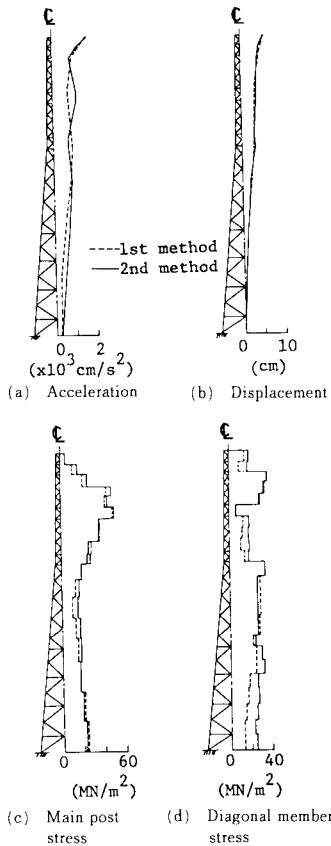 ℄ ℄
----1st method
——2nd method
0 2
(x10³cm/s²)
0 10
(cm)
(a) Acceleration
(b) Displacement
℄ ℄
0 60
(MN/m²)
0 40
(MN/m²)
(c) Main post
stress
(d) Diagonal member
stress